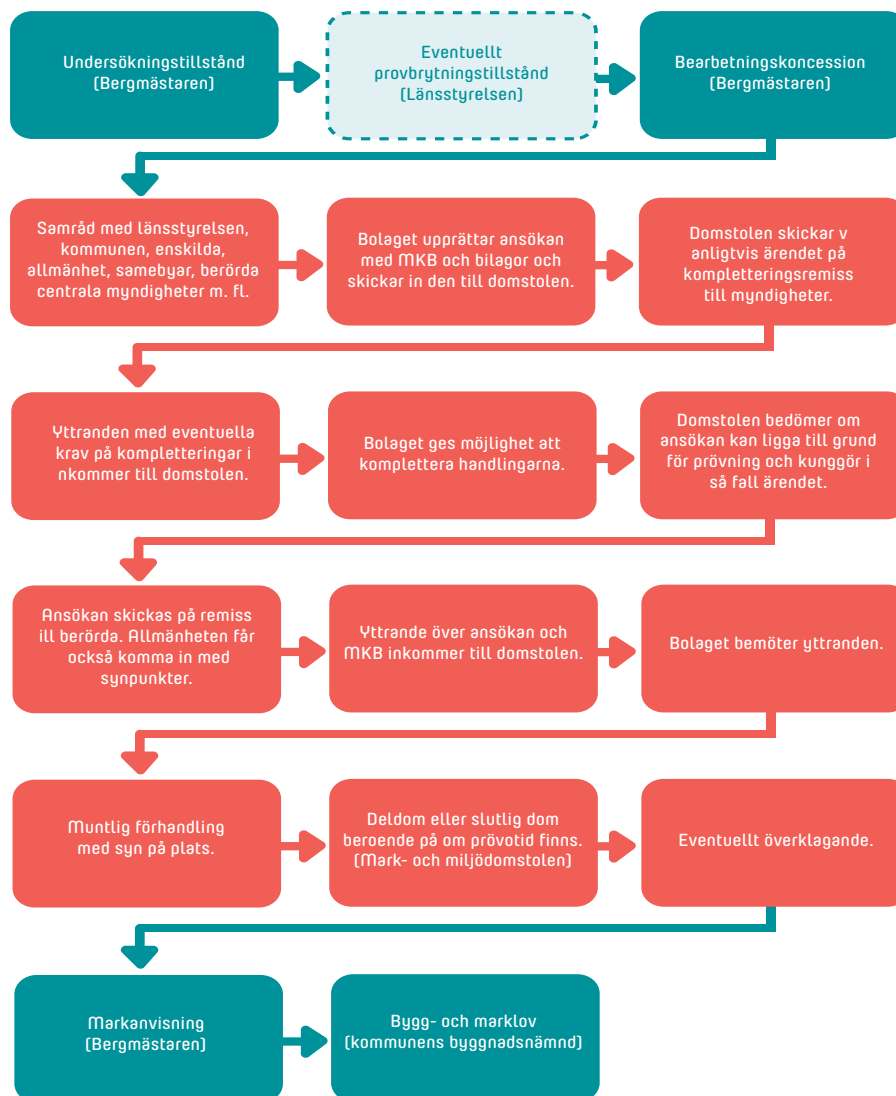 Undersökningstillstånd
(Bergmästaren)
Eventuellt
provbrytningstillstånd
(Länsstyrelsen)
Bearbetningskoncession
(Bergmästaren)
Samråd med länsstyrelsen,
kommunen, enskilda,
allmänhet, samebyar, berörda
centrala myndigheter m. fl.
Bolaget upprättar ansökan
med MKB och bilagor och
skickar in den till domstolen.
Domstolen skickar v
anligtvis ärendet på
kompletteringsremiss
till myndigheter.
Yttranden med eventuella
krav på kompletteringar i
nkommer till domstolen.
Bolaget ges möjlighet att
komplettera handlingarna.
Domstolen bedömer om
ansökan kan ligga till grund
för prövning och kunggör i
så fall ärendet.
Ansökan skickas på remiss
ill berörda. Allmänheten får
också komma in med
synpunkter.
Yttrande över ansökan och
MKB inkommer till domstolen.
Bolaget bemöter yttranden.
Muntlig förhandling
med syn på plats.
Deldom eller slutlig dom
beroende på om prövotid finns.
(Mark- och miljödomstolen)
Eventuellt överklagande.
Markanvisning
(Bergmästaren)
Bygg- och marklov
(kommunens byggnadsnämnd)